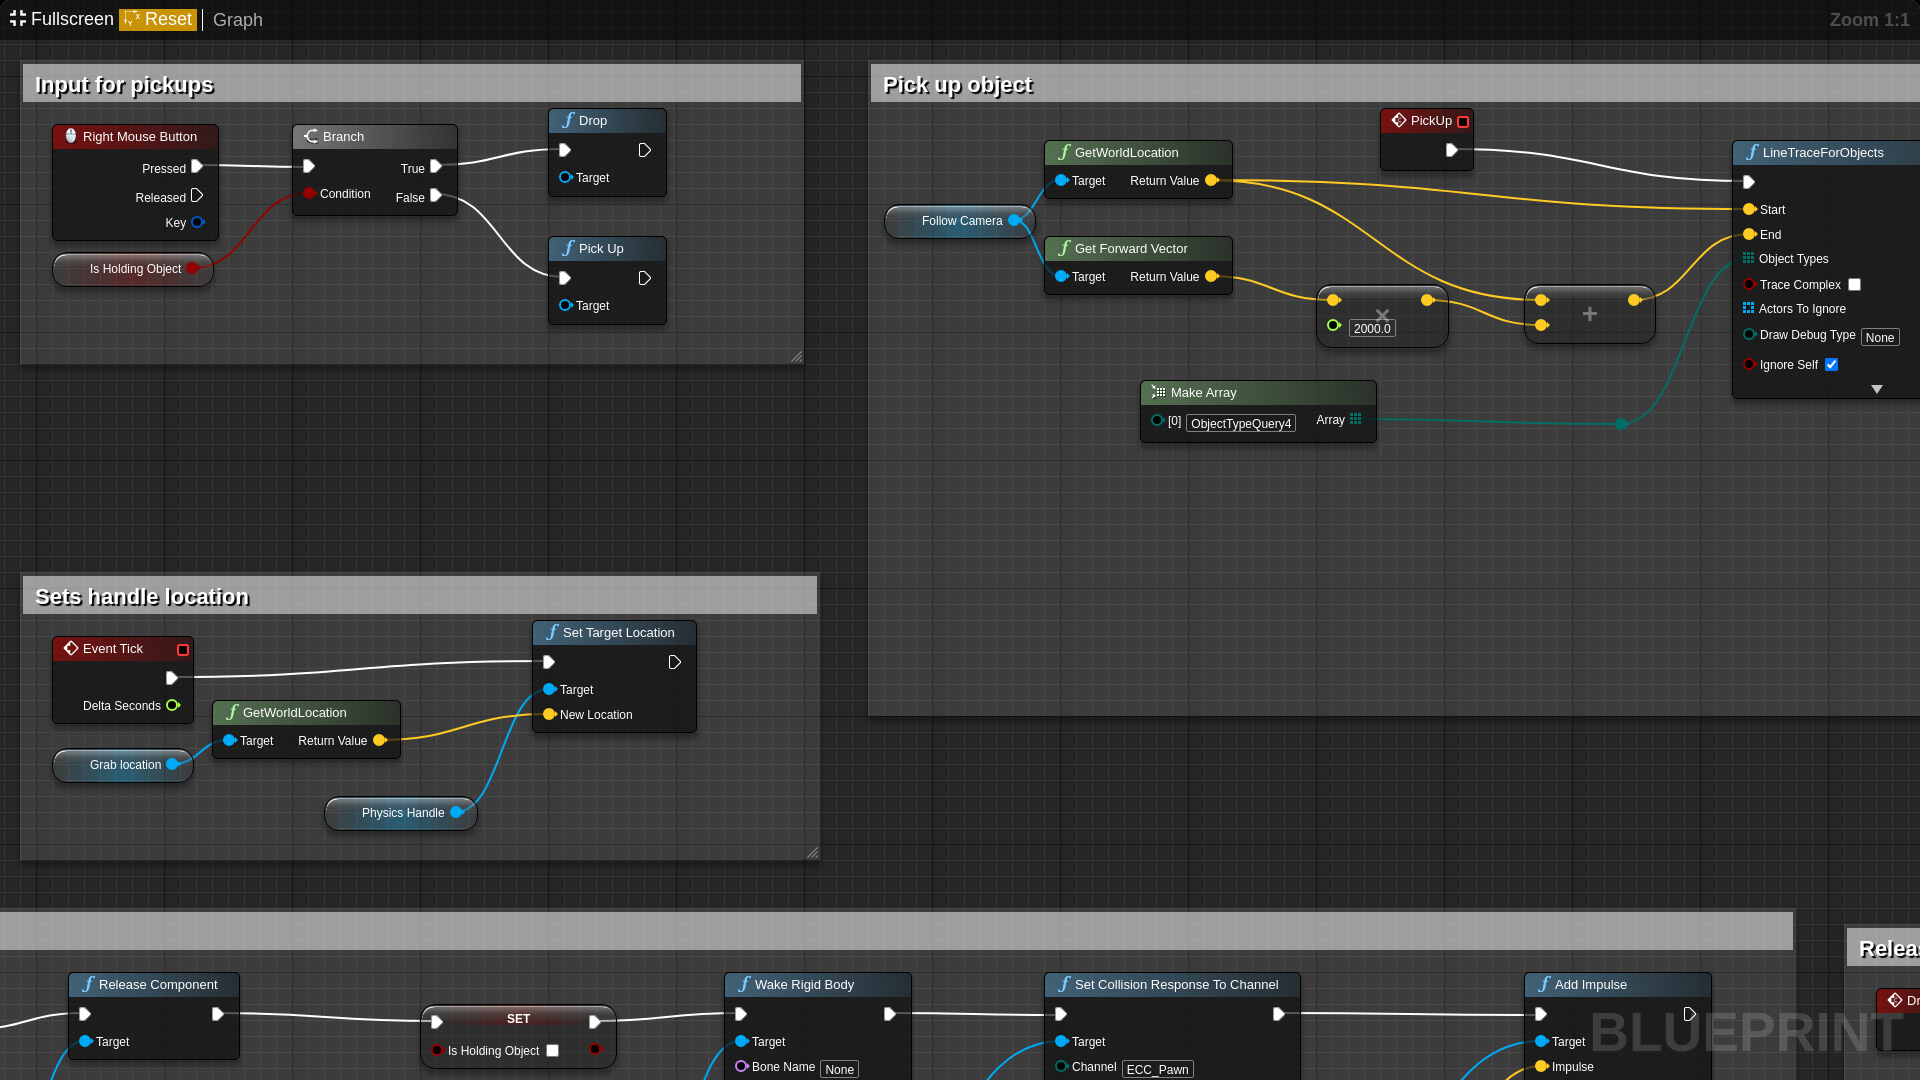 Fullscreen Reset Graph
Zoom 1:1
Input for pickups
Right Mouse Button
Pressed
Released
Key
Is Holding Object
Branch
True
Condition
False
Drop
Target
Pick Up
Target
Pick up object
PickUp
GetWorldLocation
Target Return Value
Follow Camera
Get Forward Vector
Target Return Value
2000.0
LineTraceForObjects
Start
End
Object Types
Trace Complex
Actors To Ignore
Draw Debug Type None
Ignore Self
Make Array
[0] ObjectTypeQuery4 Array
Sets handle location
Event Tick
Delta Seconds
Grab location
GetWorldLocation
Target Return Value
Physics Handle
Set Target Location
Target
New Location
Release Component
Target
SET
Is Holding Object
Wake Rigid Body
Target
Bone Name None
Set Collision Response To Channel
Target
Channel ECC_Pawn
Add Impulse
Target
Impulse
Releas
Dr
BLUEPRINT